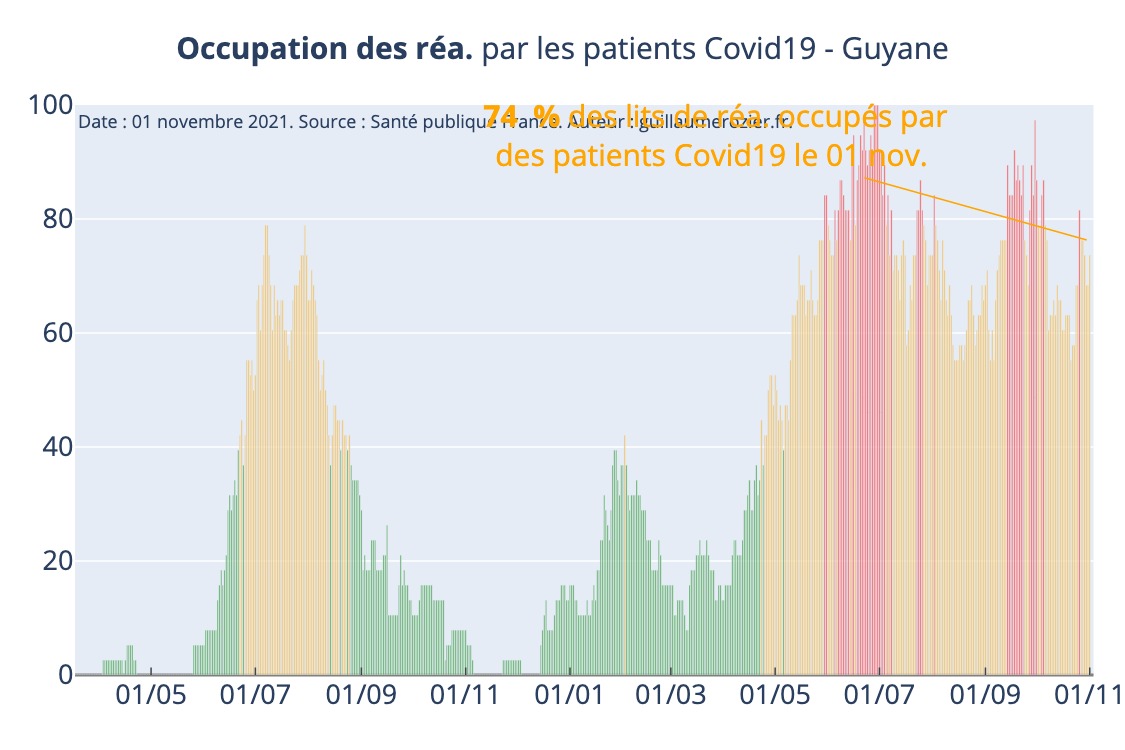 Occupation des réa. par les patients Covid19 - Guyane
Date : 01 novembre 2021. Source : Santé publique France. Auteur : guillaumerozier.fr.
74 % des lits de réa. occupés par
des patients Covid19 le 01 nov.
100
80
60
40
20
0
01/05 01/07 01/09 01/11 01/01 01/03 01/05 01/07 01/09 01/11